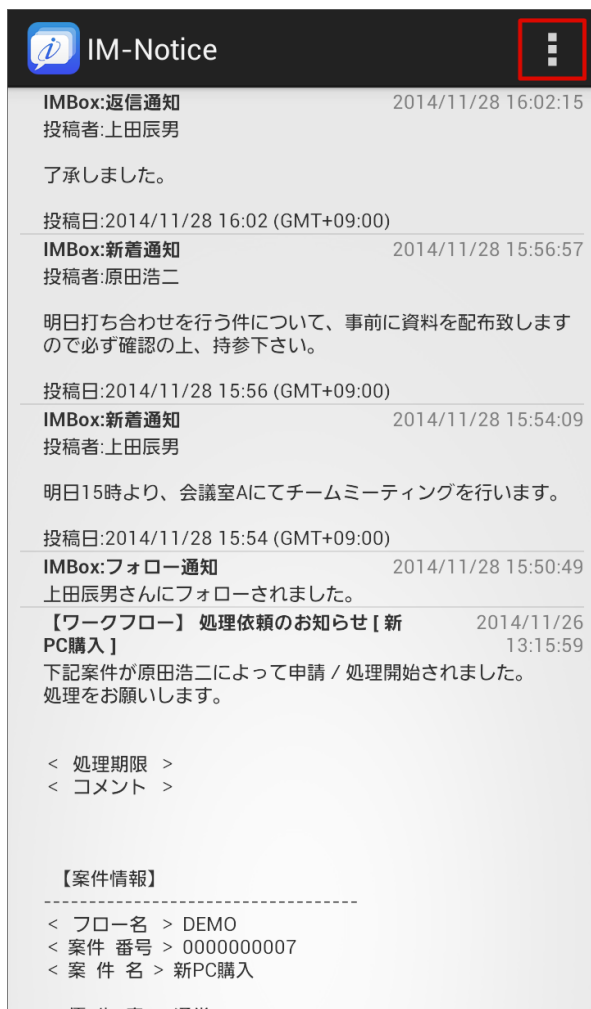 IM-Notice
IMBox:返信通知 2014/11/28 16:02:15
投稿者:上田辰男
了承しました。
投稿日:2014/11/28 16:02 (GMT+09:00)
IMBox:新着通知 2014/11/28 15:56:57
投稿者:原田浩二
明日打ち合わせを行う件について、事前に資料を配布致します
ので必ず確認の上、持参下さい。
投稿日:2014/11/28 15:56 (GMT+09:00)
IMBox:新着通知 2014/11/28 15:54:09
投稿者:上田辰男
明日15時より、会議室Aにてチームミーティングを行います。
投稿日:2014/11/28 15:54 (GMT+09:00)
IMBox:フォロー通知 2014/11/28 15:50:49
上田辰男さんにフォローされました。
【ワークフロー】 処理依頼のお知らせ [ 新 2014/11/26
PC購入 ] 13:15:59
下記案件が原田浩二によって申請 / 処理開始されました。
処理をお願いします。
< 処理期限 >
< コメント >
【案件情報】
----------------------------------
< フロー名 > DEMO
< 案件 番号 > 0000000007
< 案 件 名 > 新PC購入